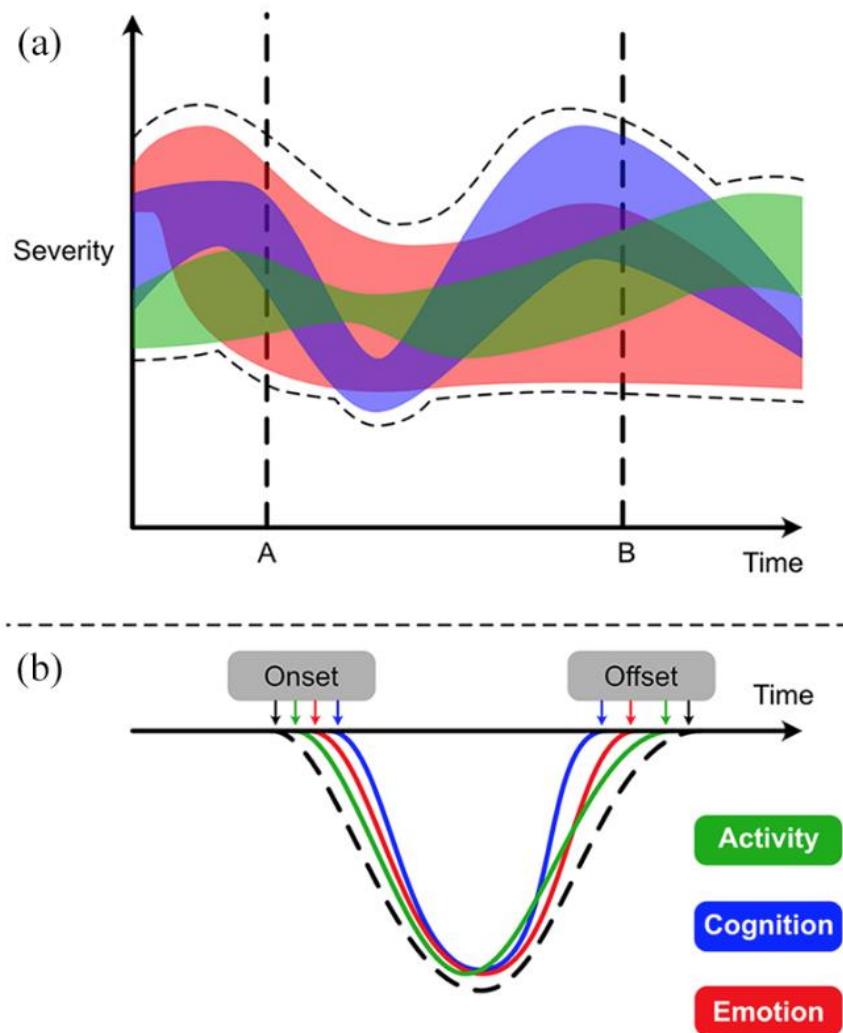 (a)
Severity
A
B
Time
(b)
Onset
Offset
Time
Activity
Cognition
Emotion